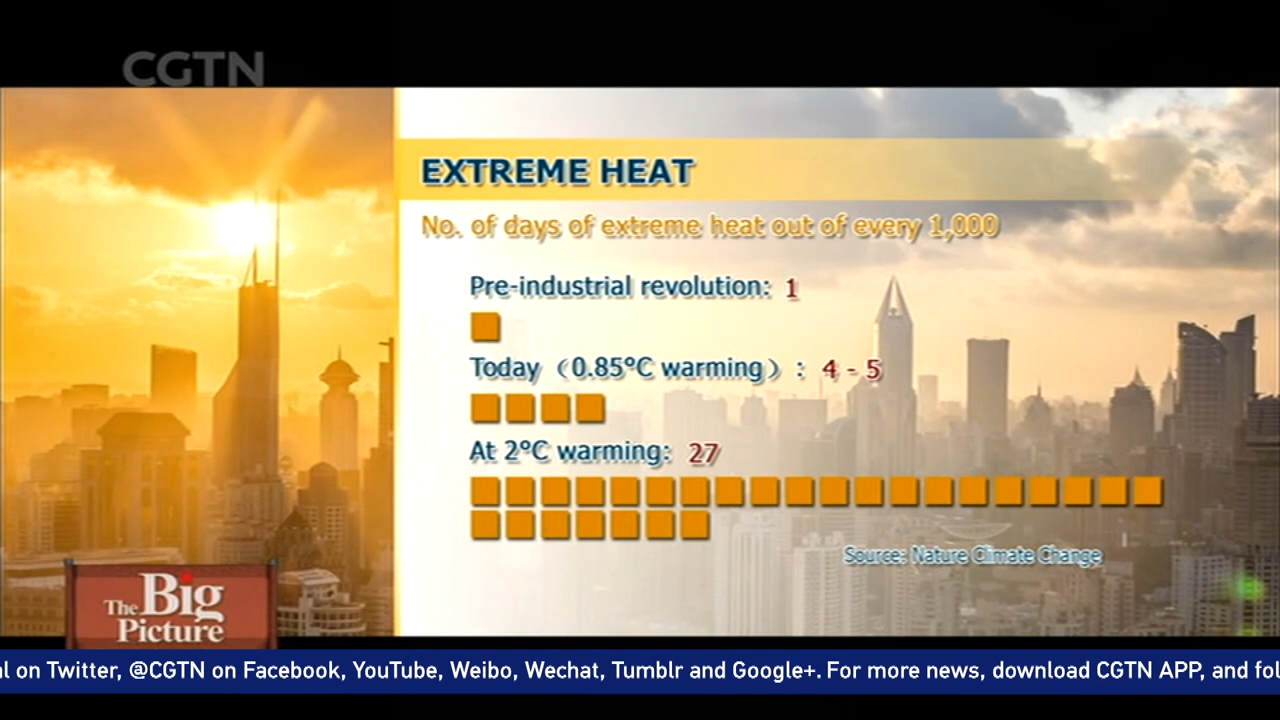 CGTN
EXTREME HEAT
No. of days of extreme heat out of every 1,000
Pre-industrial revolution: 1
Today （0.85°C warming）: 4 - 5
At 2°C warming: 27
Source: Nature Climate Change
The Big
Picture
on Twitter, @CGTN on Facebook, YouTube, Weibo, Wechat, Tumblr and Google+. For more news, download CGTN APP, and